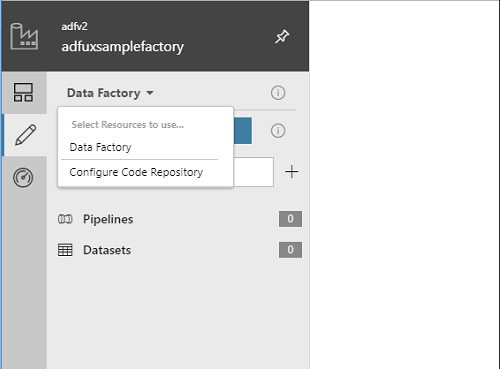 adfv2
adfuxsamplefactory
Data Factory
Select Resources to use...
Data Factory
Configure Code Repository
Pipelines 0
Datasets 0